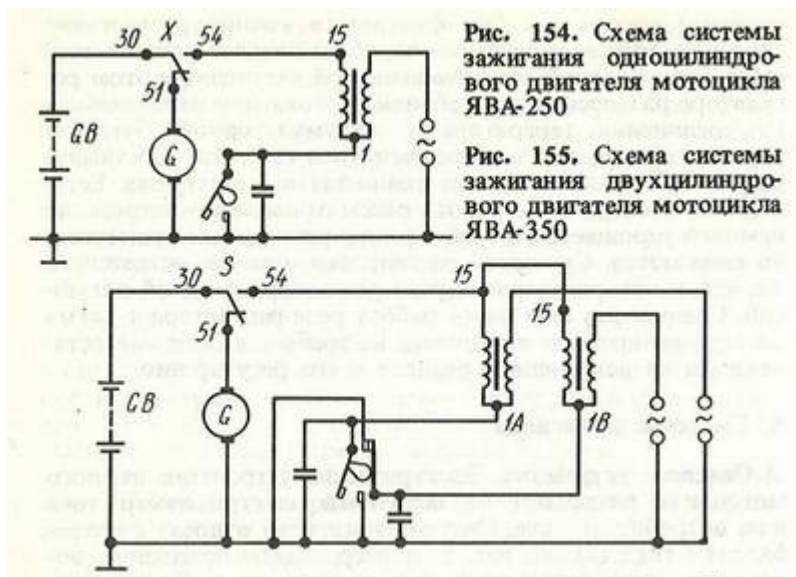 30
X
54
15
51
GB
G
1
b
Рис. 154. Схема системы
зажигания одноцилиндро-
вого двигателя мотоцикла
ЯВА-250
Рис. 155. Схема системы
зажигания двухцилиндро-
вого двигателя мотоцикла
ЯВА-350
30
S
54
15
15
51
GB
G
1A
1B
b